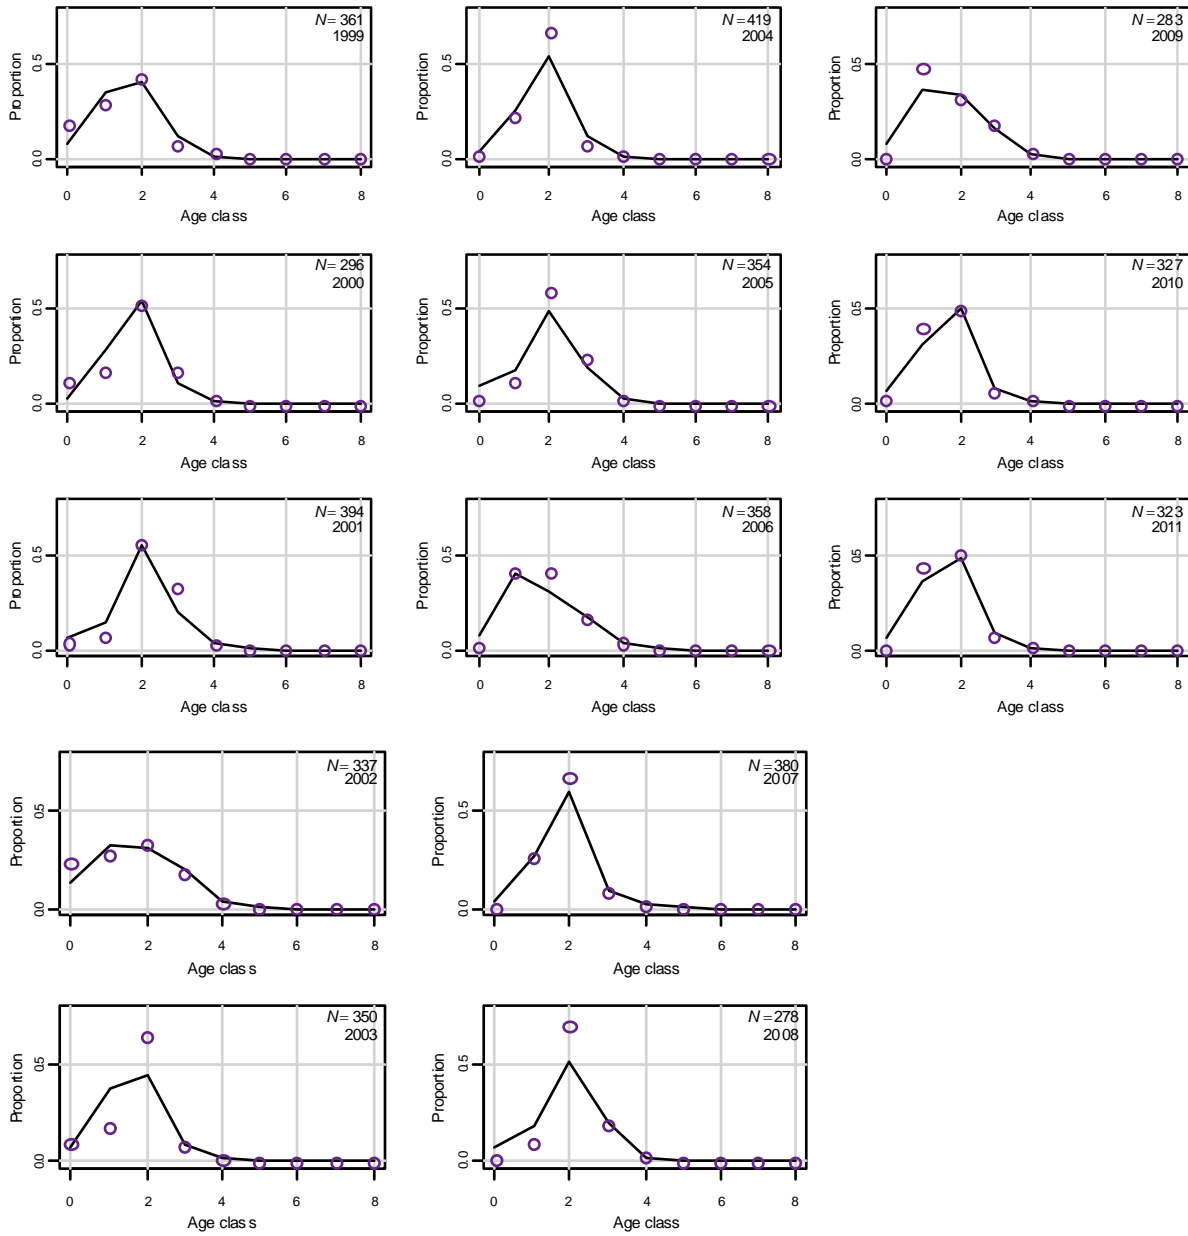 N= 361
1999
Proportion
0.5
0.0
0 2 4 6 8
Age class
N= 419
2004
Proportion
0.5
0.0
0 2 4 6 8
Age class
N= 283
2009
Proportion
0.5
0.0
0 2 4 6 8
Age class
N= 296
2000
Proportion
0.5
0.0
0 2 4 6 8
Age class
N= 354
2005
Proportion
0.5
0.0
0 2 4 6 8
Age class
N= 327
2010
Proportion
0.5
0.0
0 2 4 6 8
Age class
N= 394
2001
Proportion
0.5
0.0
0 2 4 6 8
Age class
N= 358
2006
Proportion
0.5
0.0
0 2 4 6 8
Age class
N= 323
2011
Proportion
0.5
0.0
0 2 4 6 8
Age class
N= 337
2002
Proportion
0.5
0.0
0 2 4 6 8
Age class
N= 380
2007
Proportion
0.5
0.0
0 2 4 6 8
Age class
N= 350
2003
Proportion
0.5
0.0
0 2 4 6 8
Age class
N= 278
2008
Proportion
0.5
0.0
0 2 4 6 8
Age class